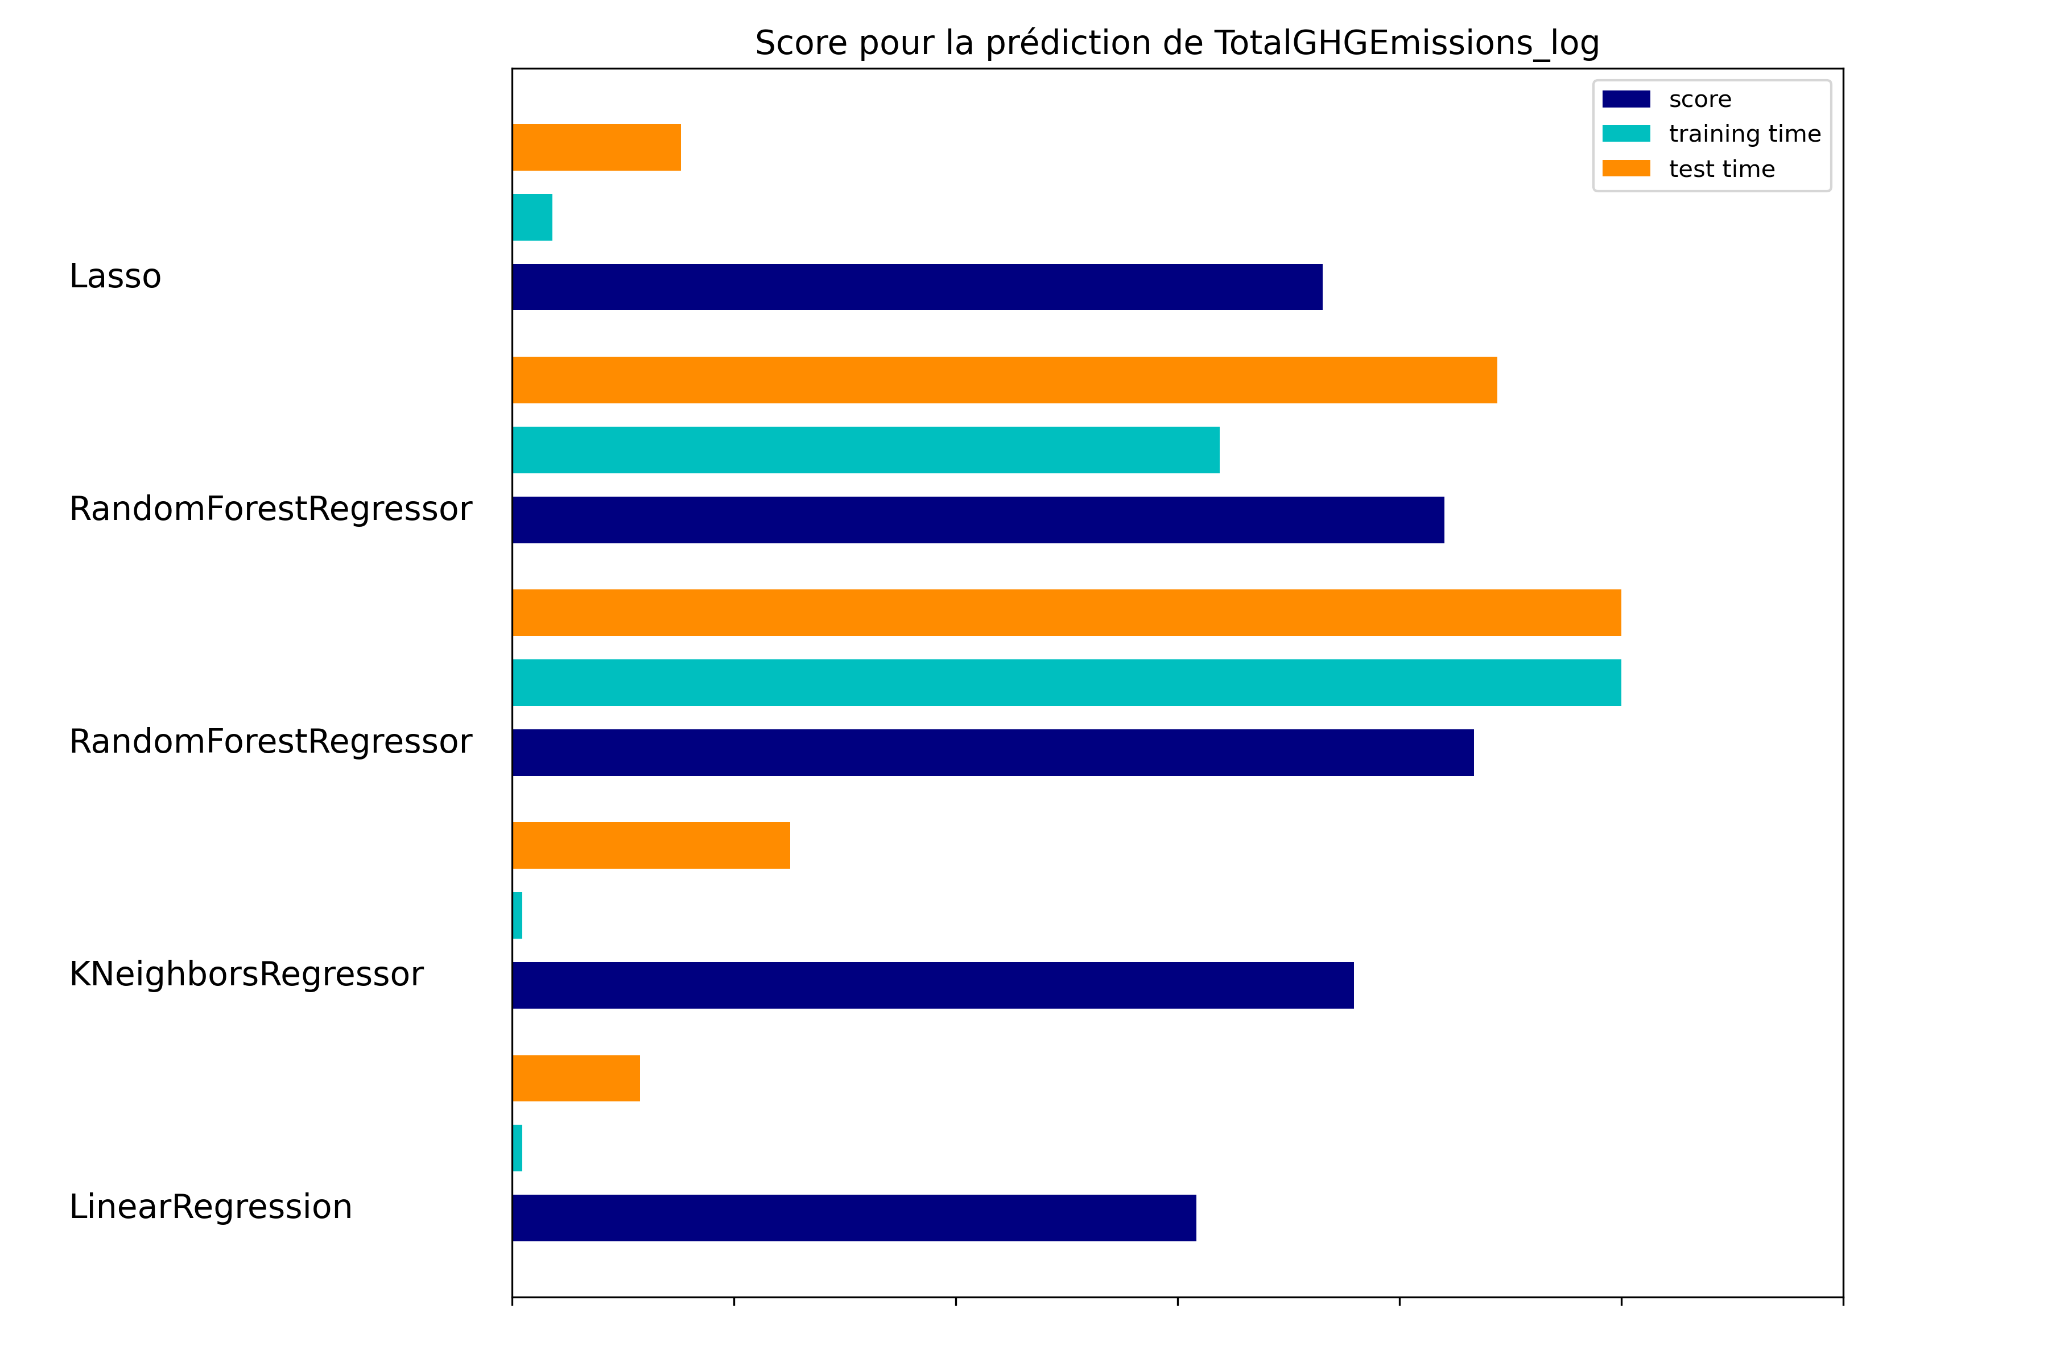 Score pour la prédiction de TotalGHGEmissions_log
score
training time
test time
Lasso
RandomForestRegressor
RandomForestRegressor
KNeighborsRegressor
LinearRegression